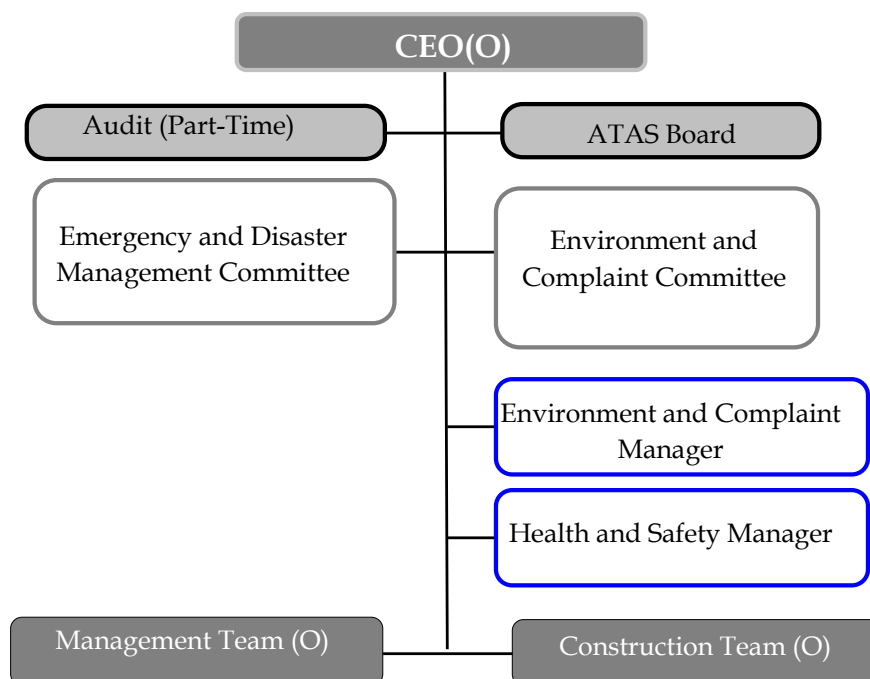 CEO(O)
Audit (Part-Time)
ATAS Board
Emergency and Disaster
Management Committee
Environment and
Complaint Committee
Environment and Complaint
Manager
Health and Safety Manager
Management Team (O)
Construction Team (O)